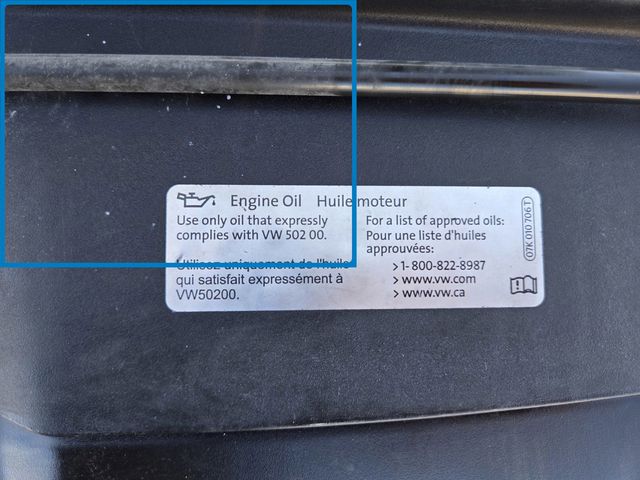 Engine Oil Huile moteur
Use only oil that expressly
complies with VW 502 00.
Utilisez uniquement de l'huile
qui satisfait expressément à
VW50200.
For a list of approved oils:
Pour une liste d'huiles
approuvées:
> 1- 800-822-8987
> www.vw.com
> www.vw.ca
07K 010 706 T